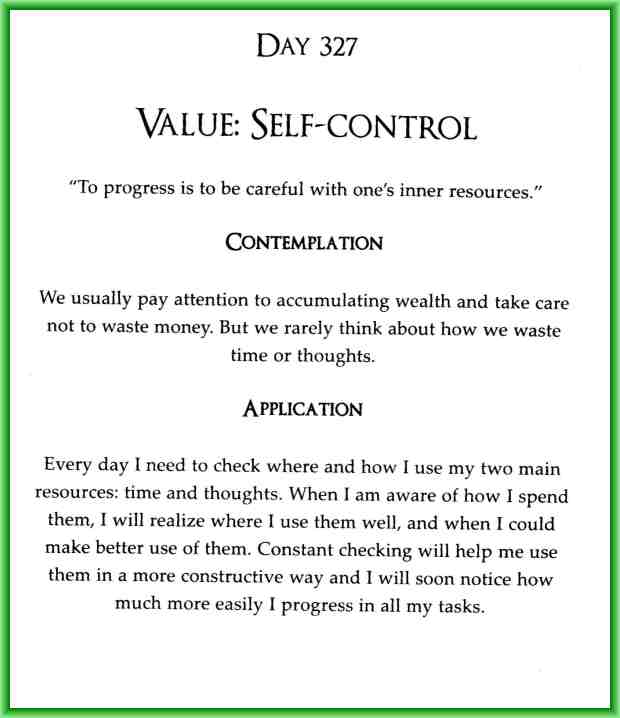 DAY 327
VALUE: SELF-CONTROL
“To progress is to be careful with one’s inner resources.”
CONTEMPLATION
We usually pay attention to accumulating wealth and take care
not to waste money. But we rarely think about how we waste
time or thoughts.
APPLICATION
Every day I need to check where and how I use my two main
resources: time and thoughts. When I am aware of how I spend
them, I will realize where I use them well, and when I could
make better use of them. Constant checking will help me use
them in a more constructive way and I will soon notice how
much more easily I progress in all my tasks.